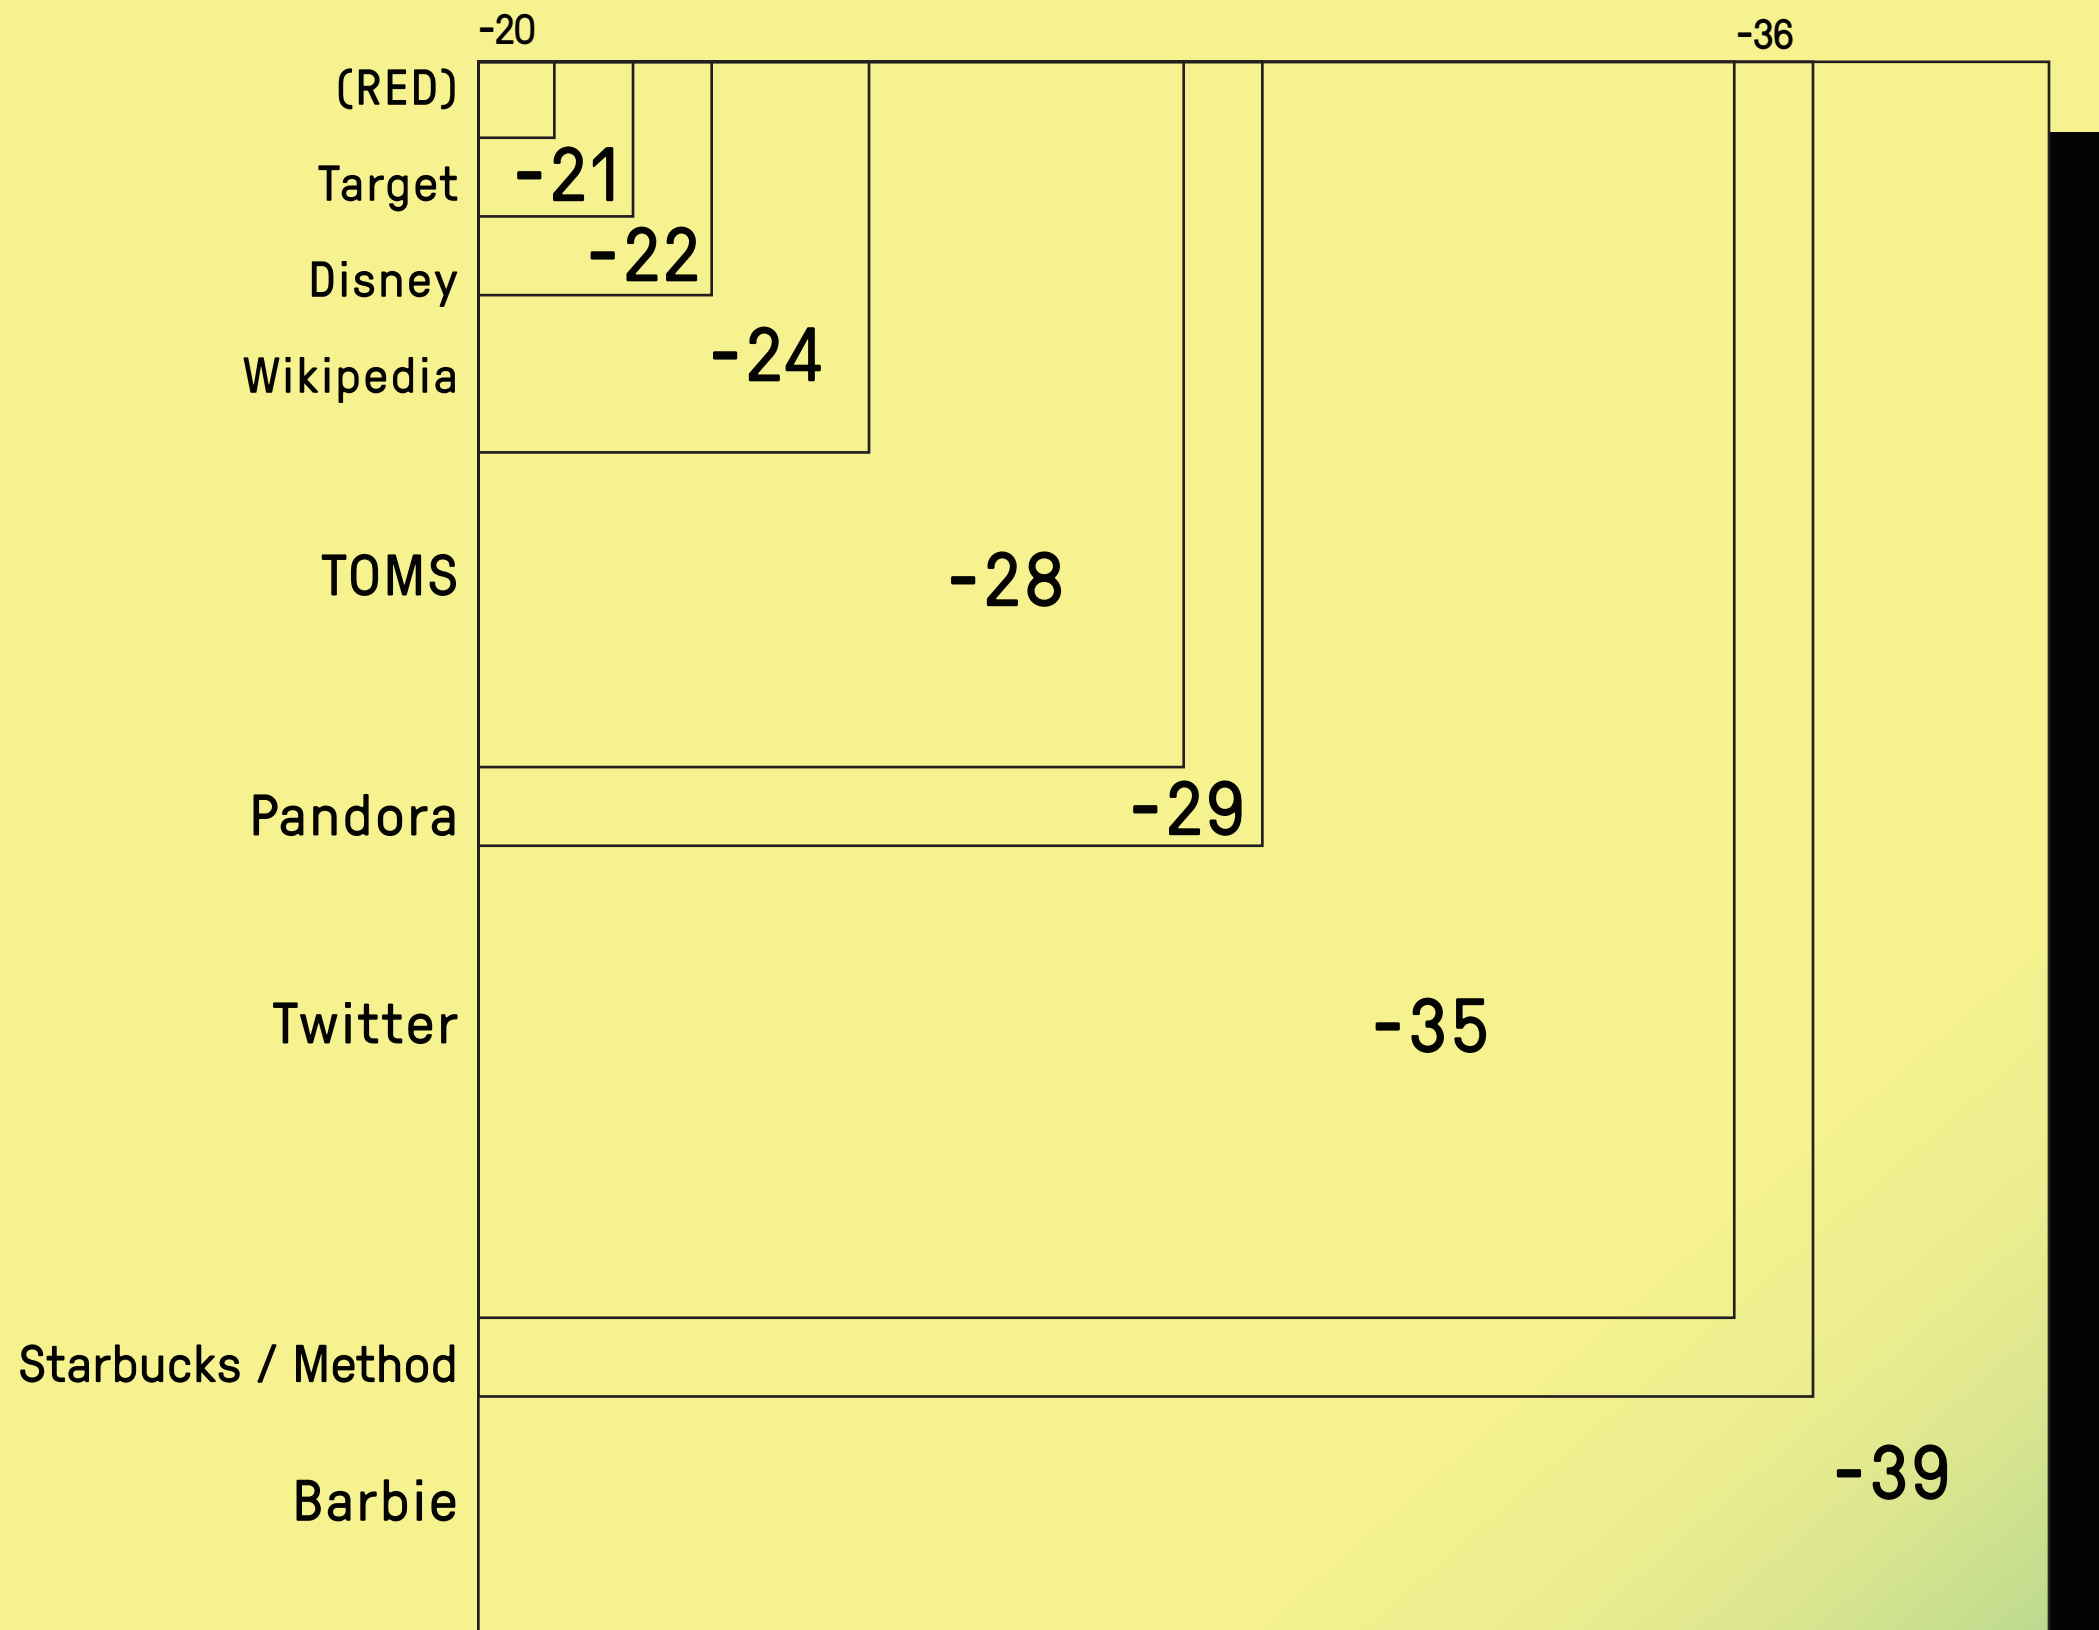 -20
-36
(RED)
Target
-21
Disney
-22
Wikipedia
-24
TOMS
-28
Pandora
-29
Twitter
-35
Starbucks / Method
Barbie
-39